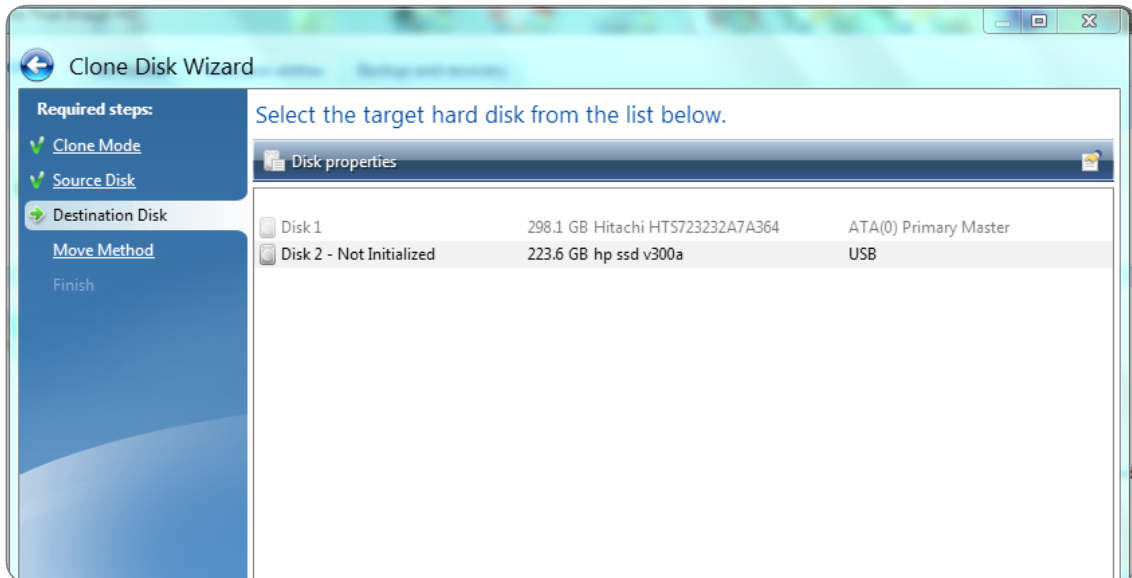 Clone Disk Wizard
Required steps:
Clone Mode
Source Disk
Destination Disk
Move Method
Finish
Select the target hard disk from the list below.
Disk properties
Disk 1 298.1 GB Hitachi HTS723232A7A364 ATA(0) Primary Master
Disk 2 - Not Initialized 223.6 GB hp ssd v300a USB